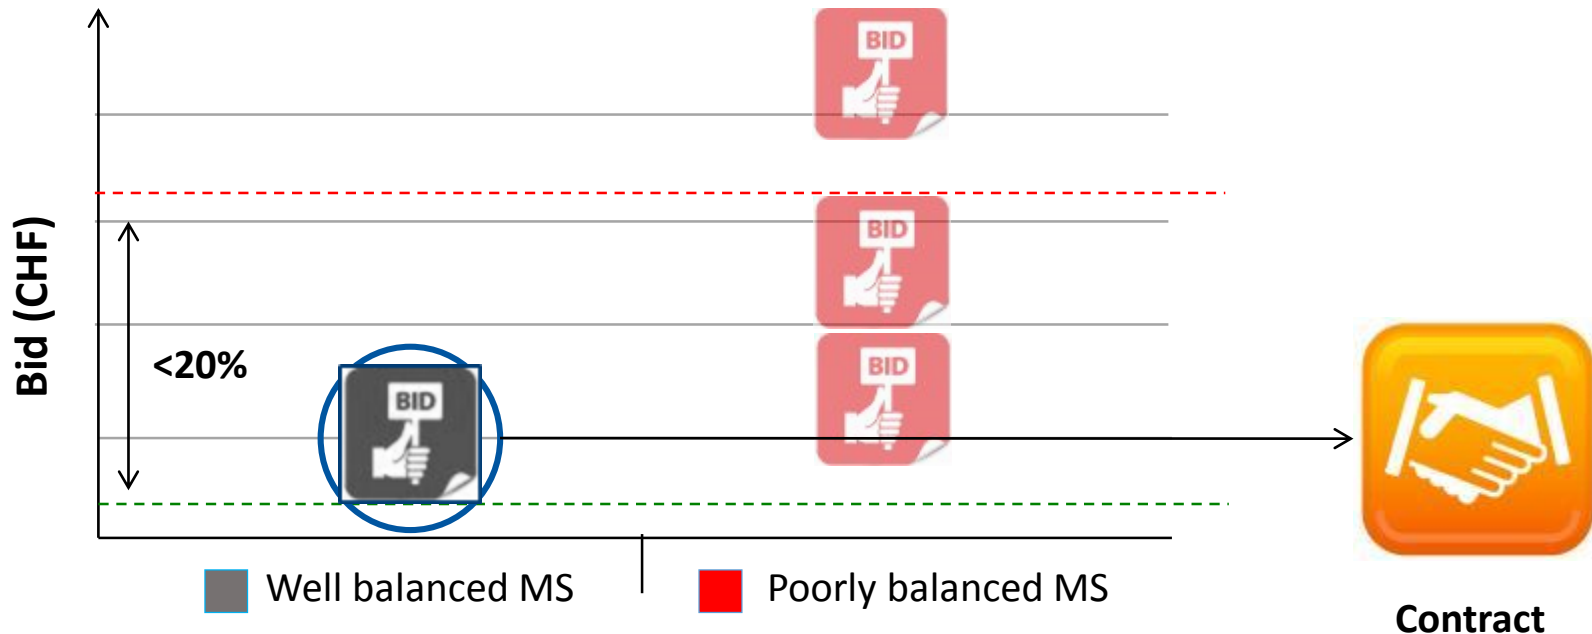 BID
BID
BID
BID
Bid (CHF)
<20%
Well balanced MS
Poorly balanced MS
Contract